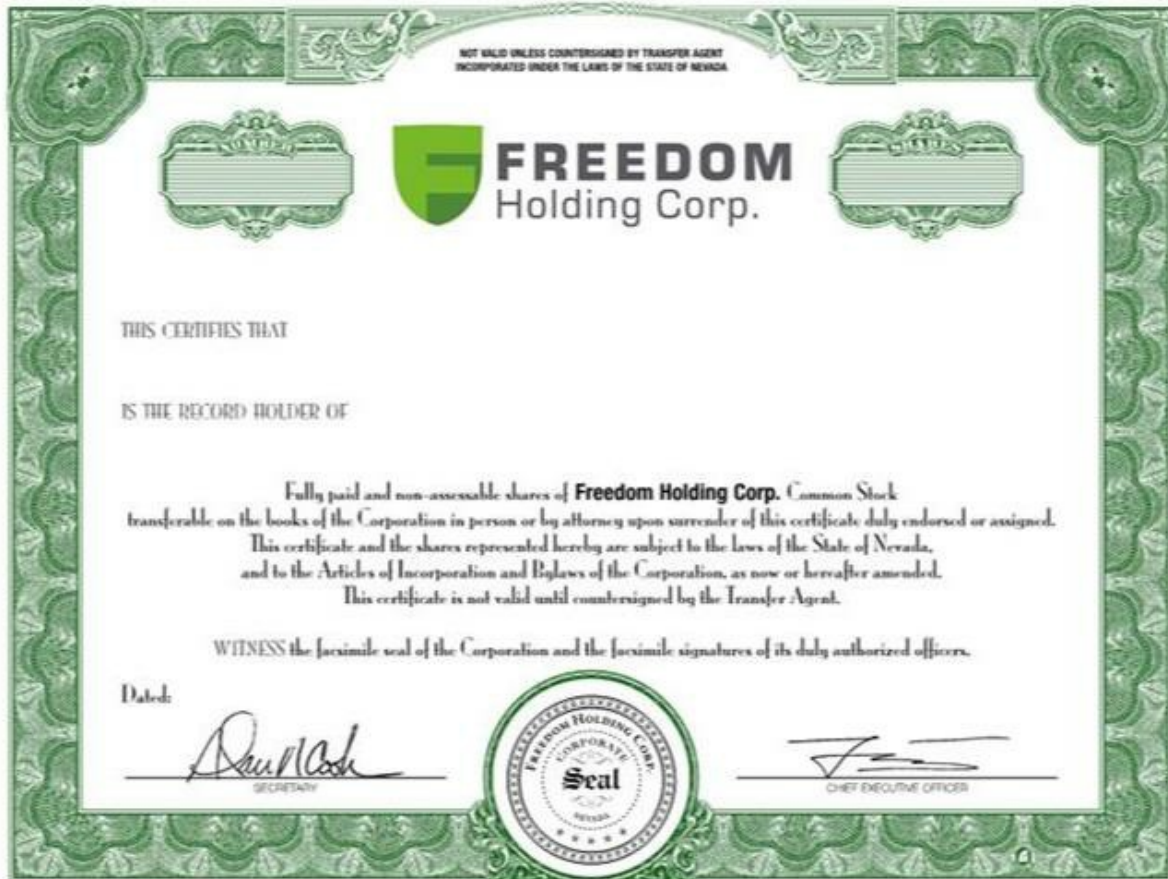 NOT VALID UNLESS COUNTERSIGNED BY TRANSFER AGENT
INCORPORATED UNDER THE LAWS OF THE STATE OF NEVADA
NUMBER
SHARES
FREEDOM
Holding Corp.
THIS CERTIFIES THAT
IS THE RECORD HOLDER OF
Fully paid and non-assessable shares of Freedom Holding Corp. Common Stock
transferable on the books of the Corporation in person or by attorney upon surrender of this certificate duly endorsed or assigned.
This certificate and the shares represented hereby are subject to the laws of the State of Nevada,
and to the Articles of Incorporation and Bylaws of the Corporation, as now or hereafter amended.
This certificate is not valid until countersigned by the Transfer Agent.
WITNESS the facsimile seal of the Corporation and the facsimile signatures of its duly authorized officers.
Dated:
SECRETARY
FREEDOM HOLDING CORP.
CORPORATE
Seal
NEVADA
CHIEF EXECUTIVE OFFICER